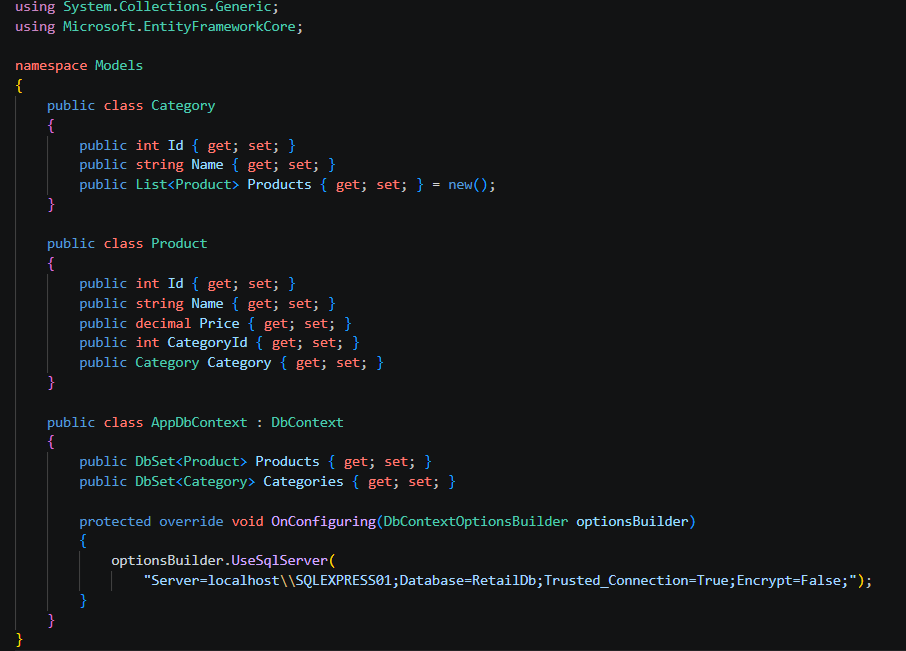 using System.Collections.Generic;
using Microsoft.EntityFrameworkCore;

namespace Models
{
    public class Category
    {
        public int Id { get; set; }
        public string Name { get; set; }
        public List<Product> Products { get; set; } = new();
    }

    public class Product
    {
        public int Id { get; set; }
        public string Name { get; set; }
        public decimal Price { get; set; }
        public int CategoryId { get; set; }
        public Category Category { get; set; }
    }

    public class AppDbContext : DbContext
    {
        public DbSet<Product> Products { get; set; }
        public DbSet<Category> Categories { get; set; }

        protected override void OnConfiguring(DbContextOptionsBuilder optionsBuilder)
        {
            optionsBuilder.UseSqlServer(
                "Server=localhost\\SQLEXPRESS01;Database=RetailDb;Trusted_Connection=True;Encrypt=False;");
        }
    }
}